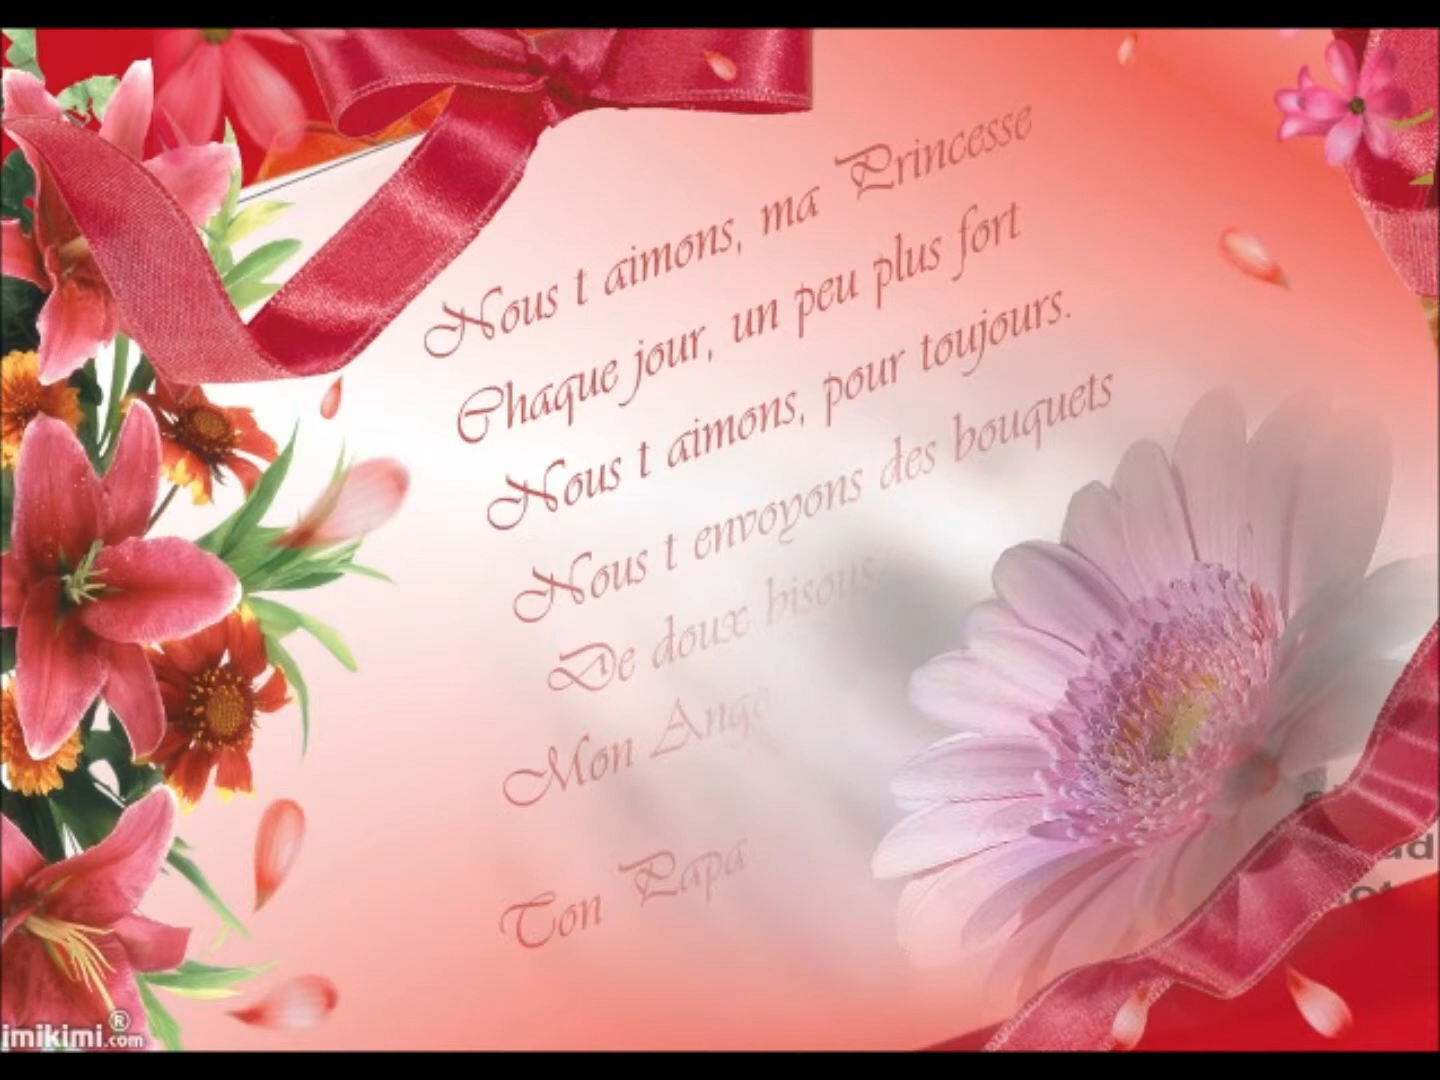 Nous t aimons, ma Princesse
Chaque jour, un peu plus fort
Nous t aimons, pour toujours.
Nous t envoyons des bouquets
De doux bisous
Mon Ange
Ton Papa
imikimi.com®